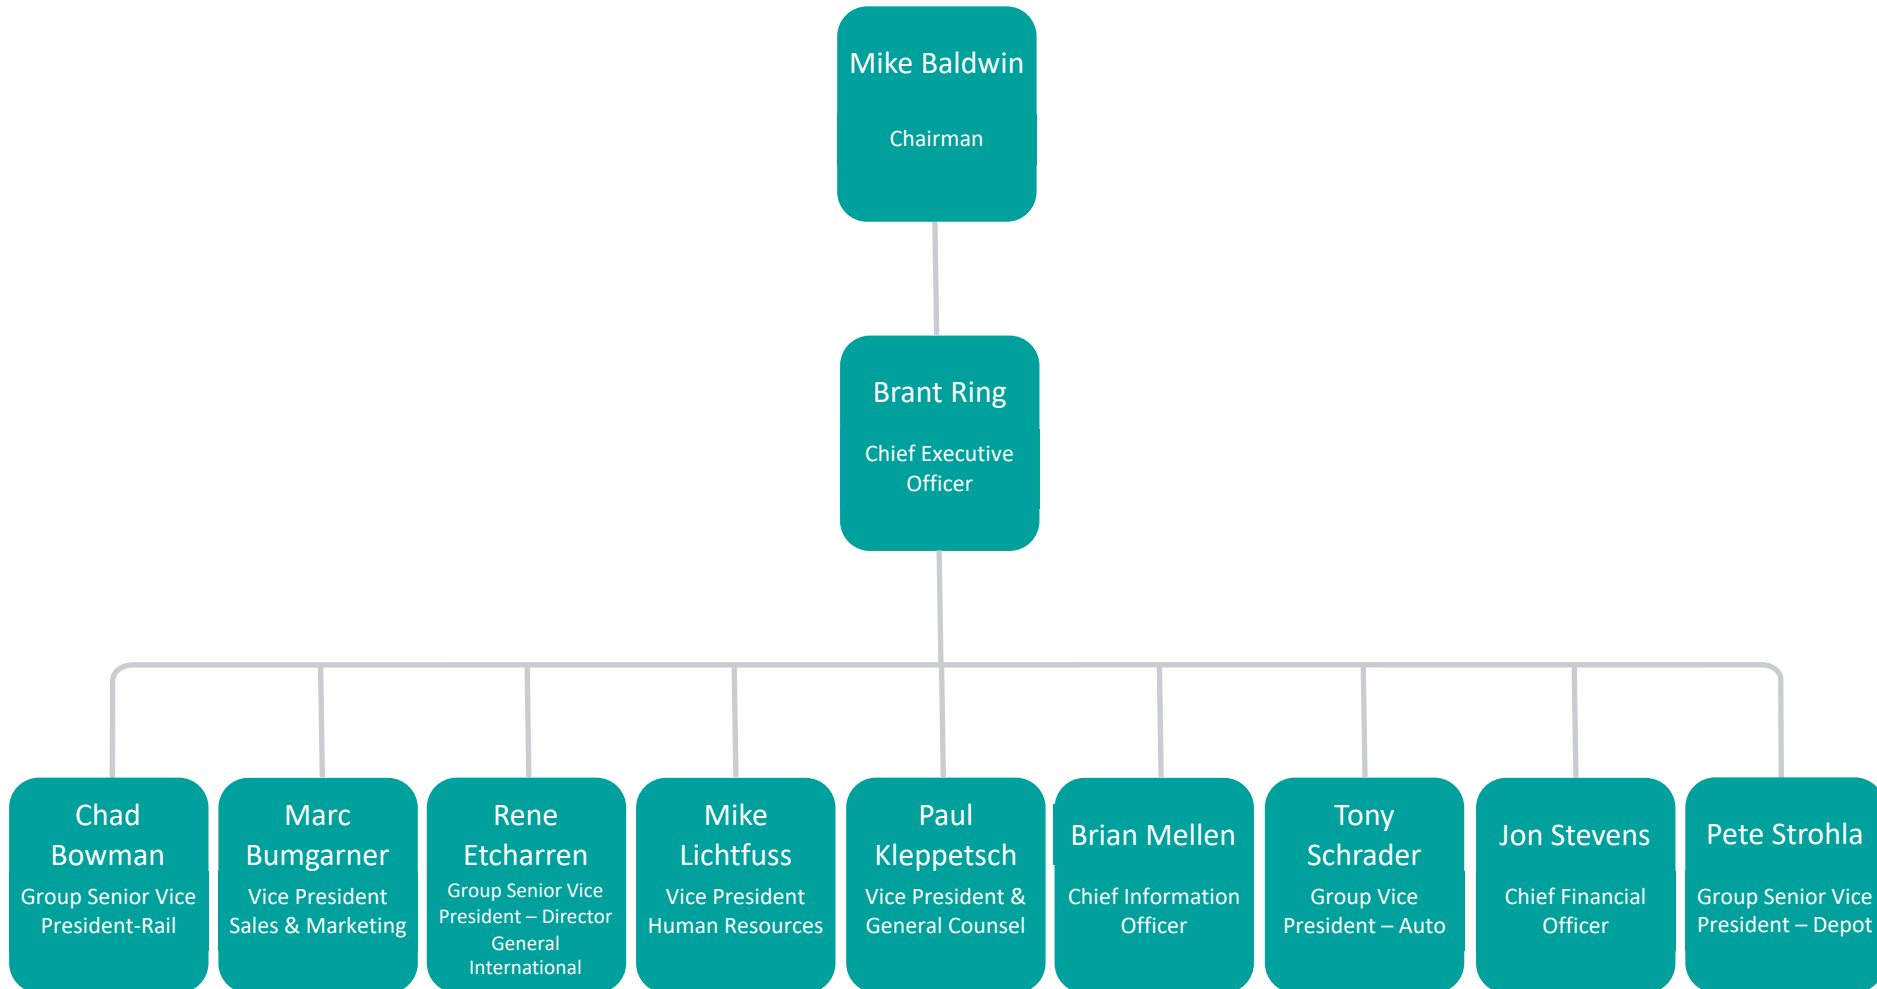 Mike Baldwin
Chairman
Brant Ring
Chief Executive
Officer
Chad
Bowman
Group Senior Vice
President-Rail
Marc
Bumgarner
Vice President
Sales & Marketing
Rene
Etcharren
Group Senior Vice
President – Director
General
International
Mike
Lichtfuss
Vice President
Human Resources
Paul
Kleppetsch
Vice President &
General Counsel
Brian Mellen
Chief Information
Officer
Tony
Schrader
Group Vice
President – Auto
Jon Stevens
Chief Financial
Officer
Pete Strohla
Group Senior Vice
President – Depot